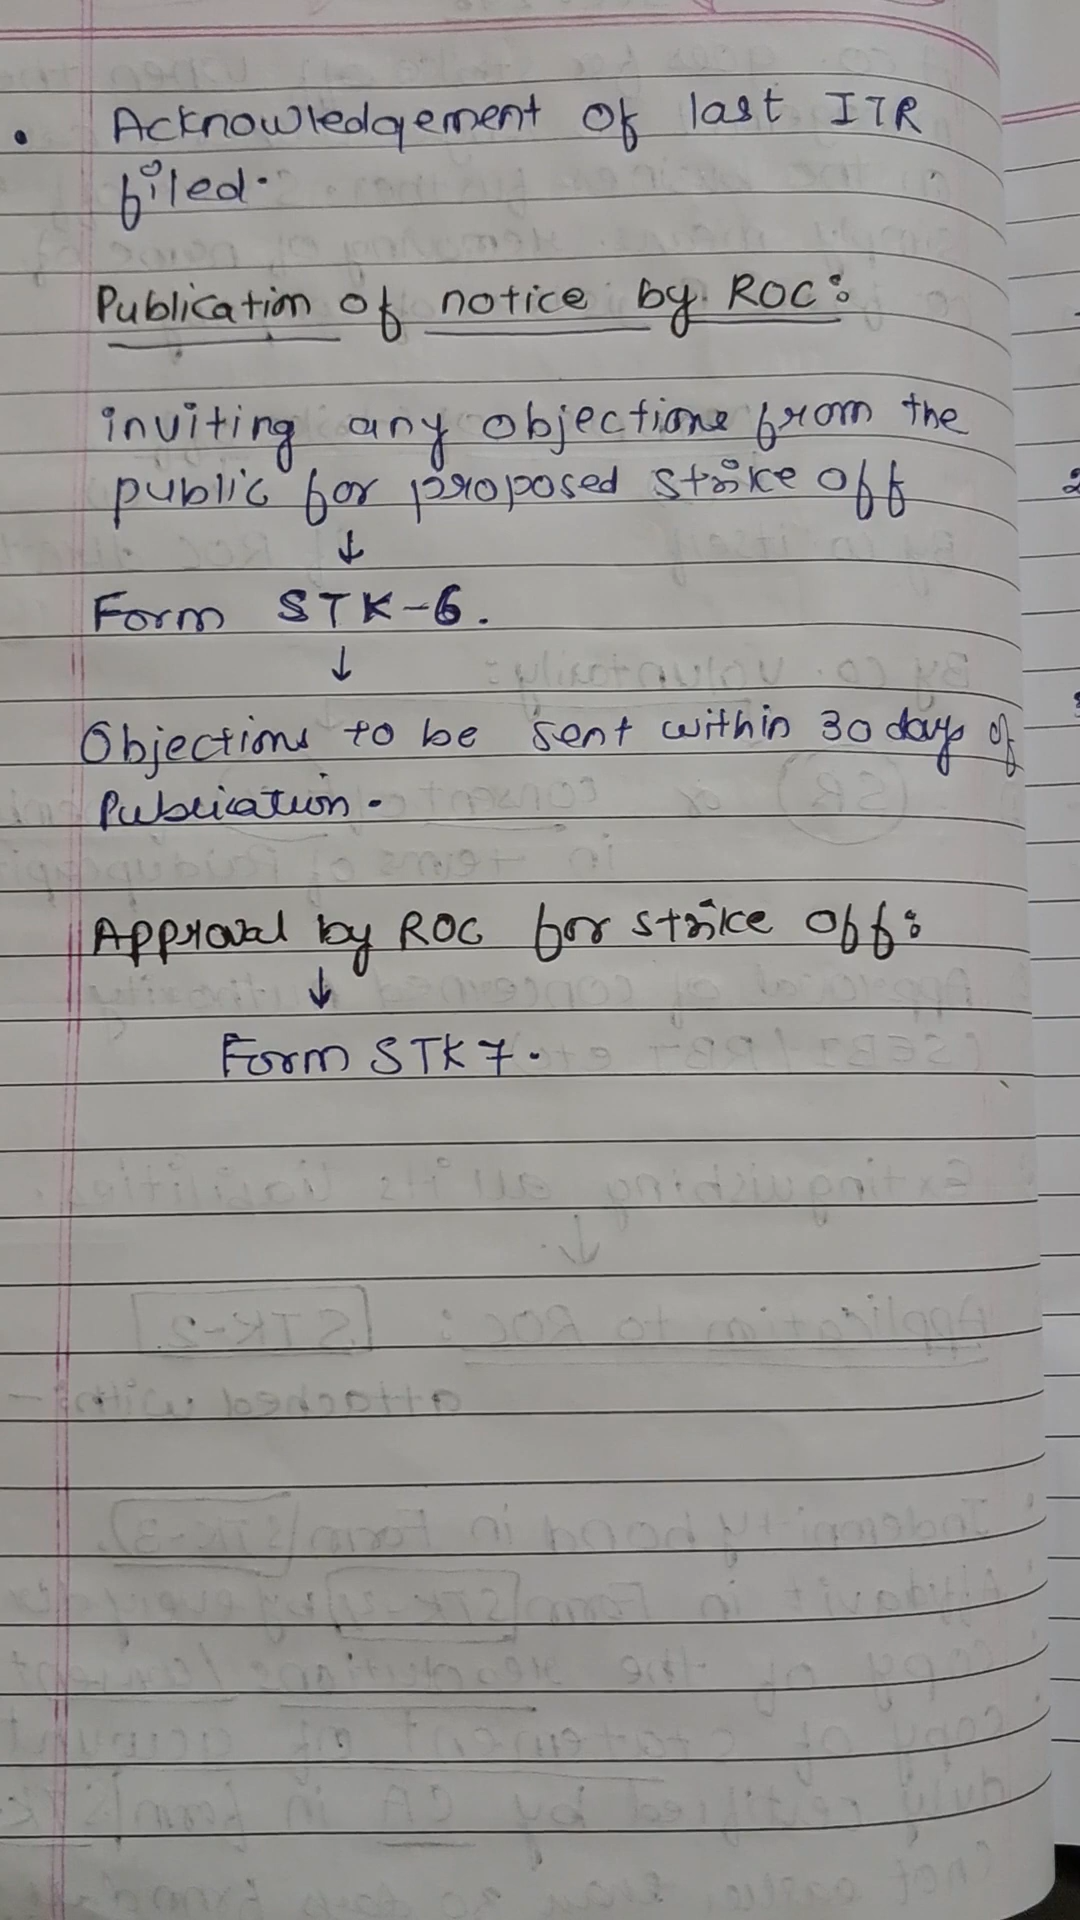 • Acknowledgement of last ITR
filed.
Publication of notice by ROC:
inviting any objections from the
public for proposed strike off
↓
Form STK-6.
↓
Objections to be sent within 30 days of
Publication.
Approval by ROC for strike off:
↓
Form STK 7.